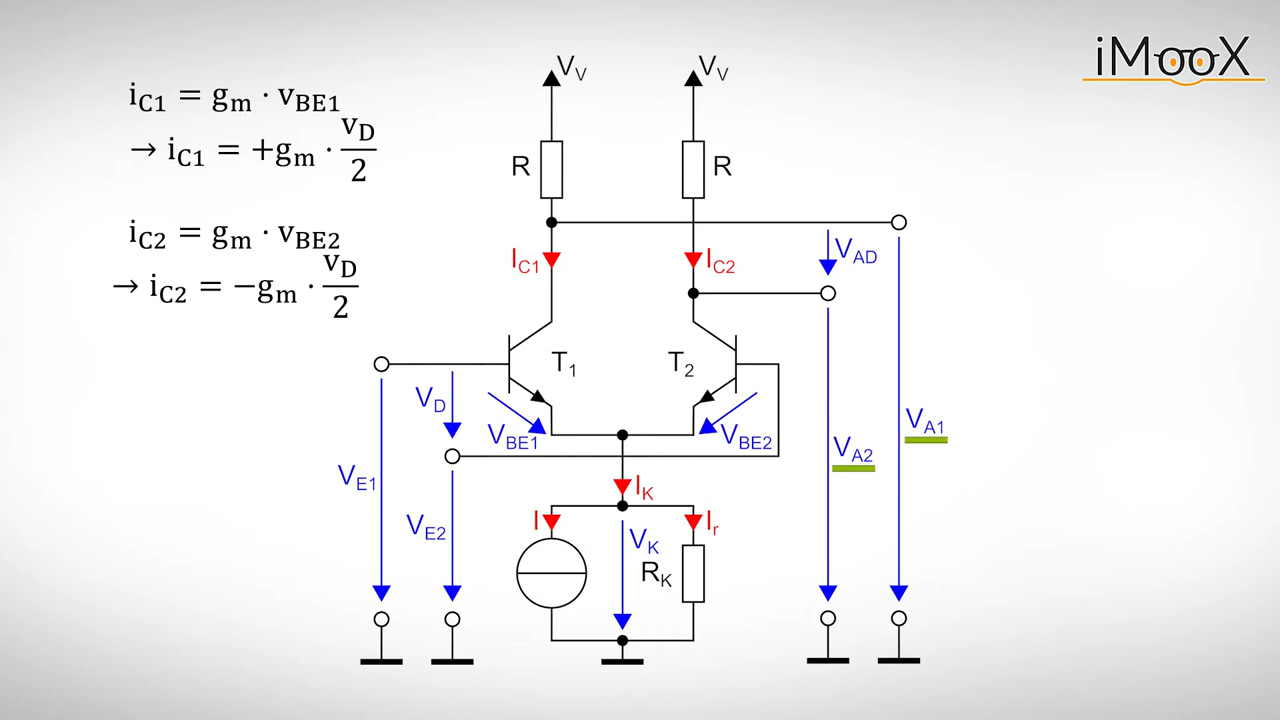 iMooX
V_V
V_V
i_C1 = g_m · v_BE1
→ i_C1 = +g_m · v_D/2
R
R
i_C2 = g_m · v_BE2
→ i_C2 = −g_m · v_D/2
I_C1
I_C2
V_AD
T_1
T_2
V_D
V_BE1
V_BE2
V_A1
V_A2
V_E1
I_K
V_E2
I
V_K
I_r
R_K